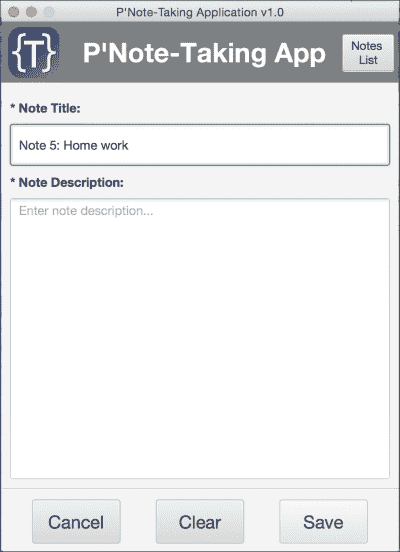 P'Note-Taking Application v1.0
{T}
P'Note-Taking App
Notes
List
* Note Title:
Note 5: Home work
* Note Description:
Enter note description...
Cancel
Clear
Save